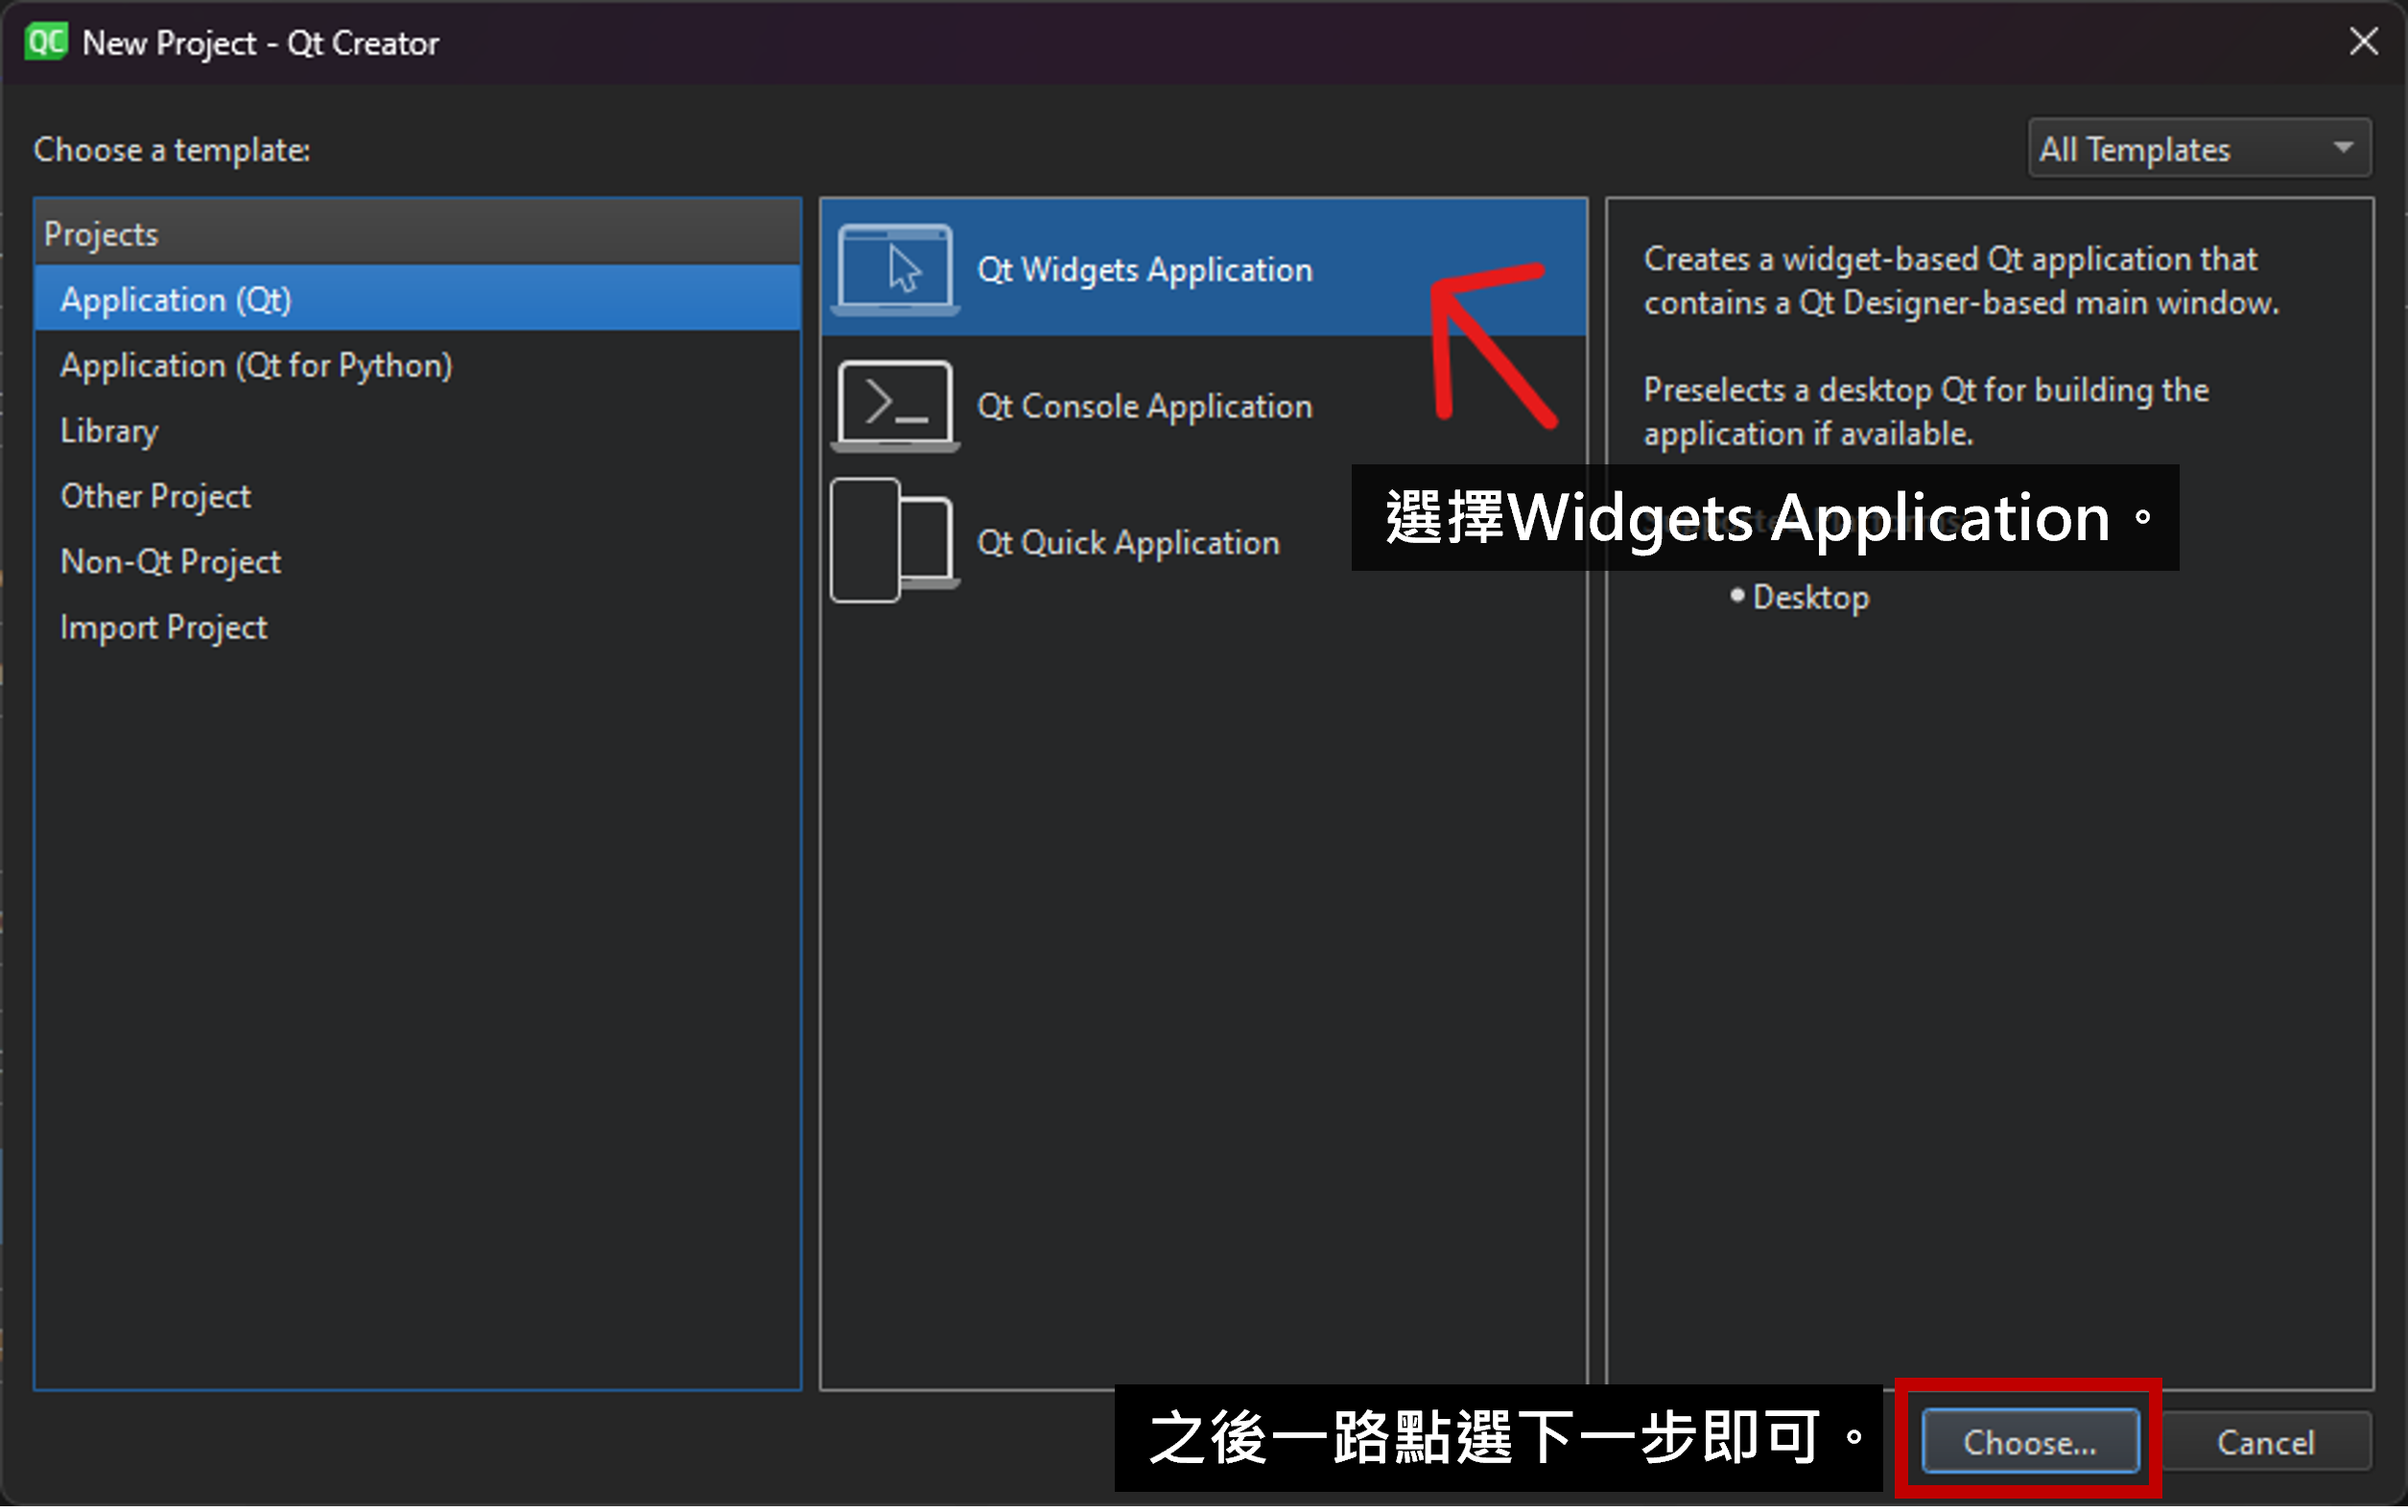 QC New Project - Qt Creator
Choose a template:
All Templates
Projects
Application (Qt)
Application (Qt for Python)
Library
Other Project
Non-Qt Project
Import Project
Qt Widgets Application
Qt Console Application
Qt Quick Application
Creates a widget-based Qt application that
contains a Qt Designer-based main window.
Preselects a desktop Qt for building the
application if available.
選擇Widgets Application。
Desktop
之後一路點選下一步即可。
Choose...
Cancel